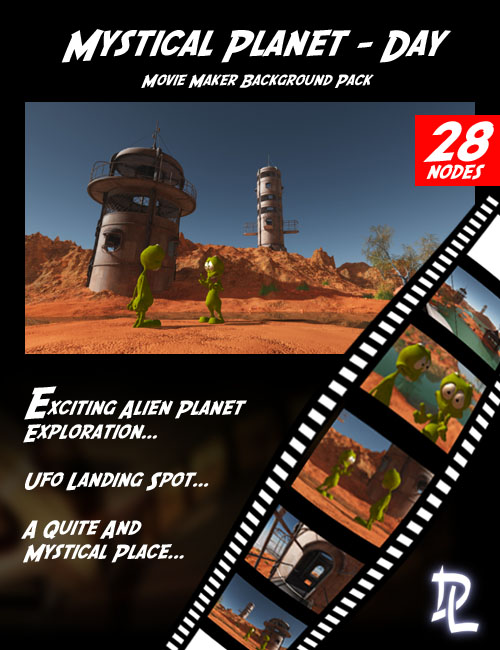 Mystical Planet - Day
Movie Maker Background Pack
28
NODES
Exciting Alien Planet
Exploration...
UFO Landing Spot...
A Quite And
Mystical Place...
DL